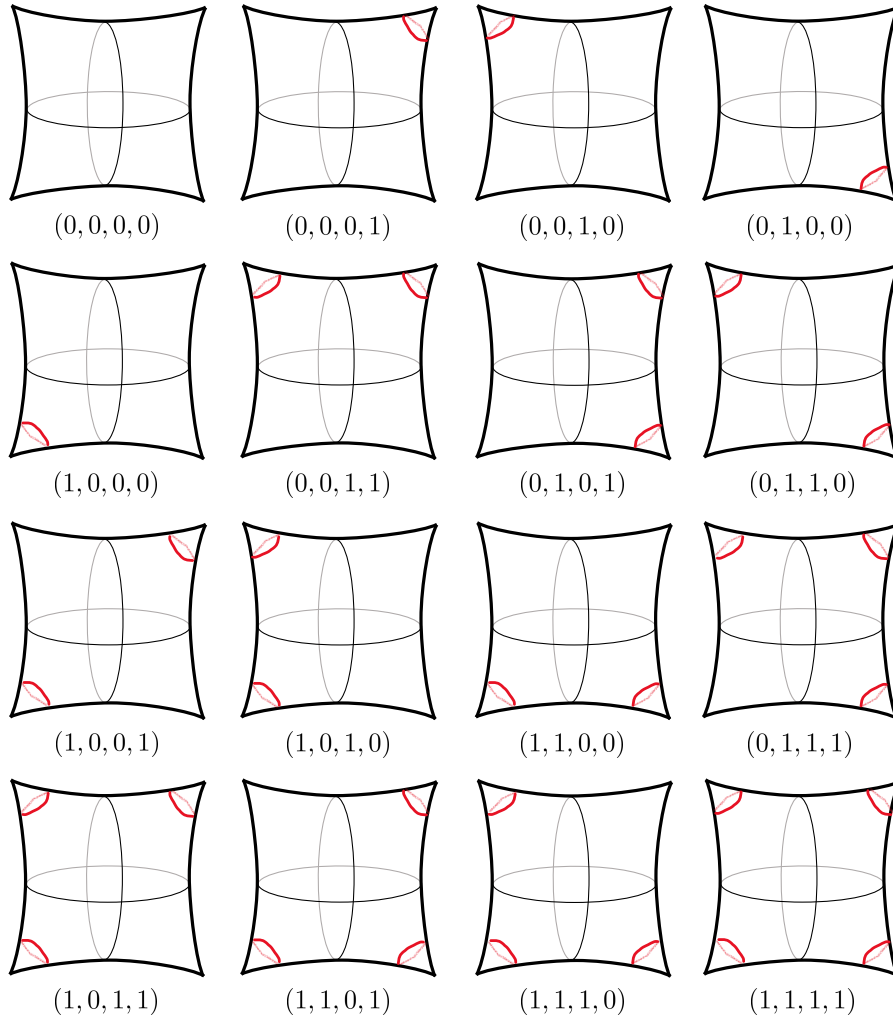 (0, 0, 0, 0) (0, 0, 0, 1) (0, 0, 1, 0) (0, 1, 0, 0)
(1, 0, 0, 0) (0, 0, 1, 1) (0, 1, 0, 1) (0, 1, 1, 0)
(1, 0, 0, 1) (1, 0, 1, 0) (1, 1, 0, 0) (0, 1, 1, 1)
(1, 0, 1, 1) (1, 1, 0, 1) (1, 1, 1, 0) (1, 1, 1, 1)